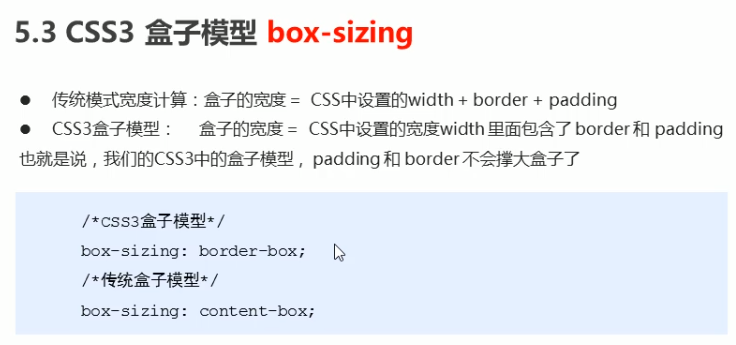 5.3 CSS3 盒子模型 box-sizing
● 传统模式宽度计算：盒子的宽度 = CSS中设置的width + border + padding
● CSS3盒子模型： 盒子的宽度 = CSS中设置的宽度width 里面包含了 border 和 padding
也就是说，我们的CSS3中的盒子模型， padding 和 border 不会撑大盒子了
/*CSS3盒子模型*/
box-sizing: border-box;
/*传统盒子模型*/
box-sizing: content-box;